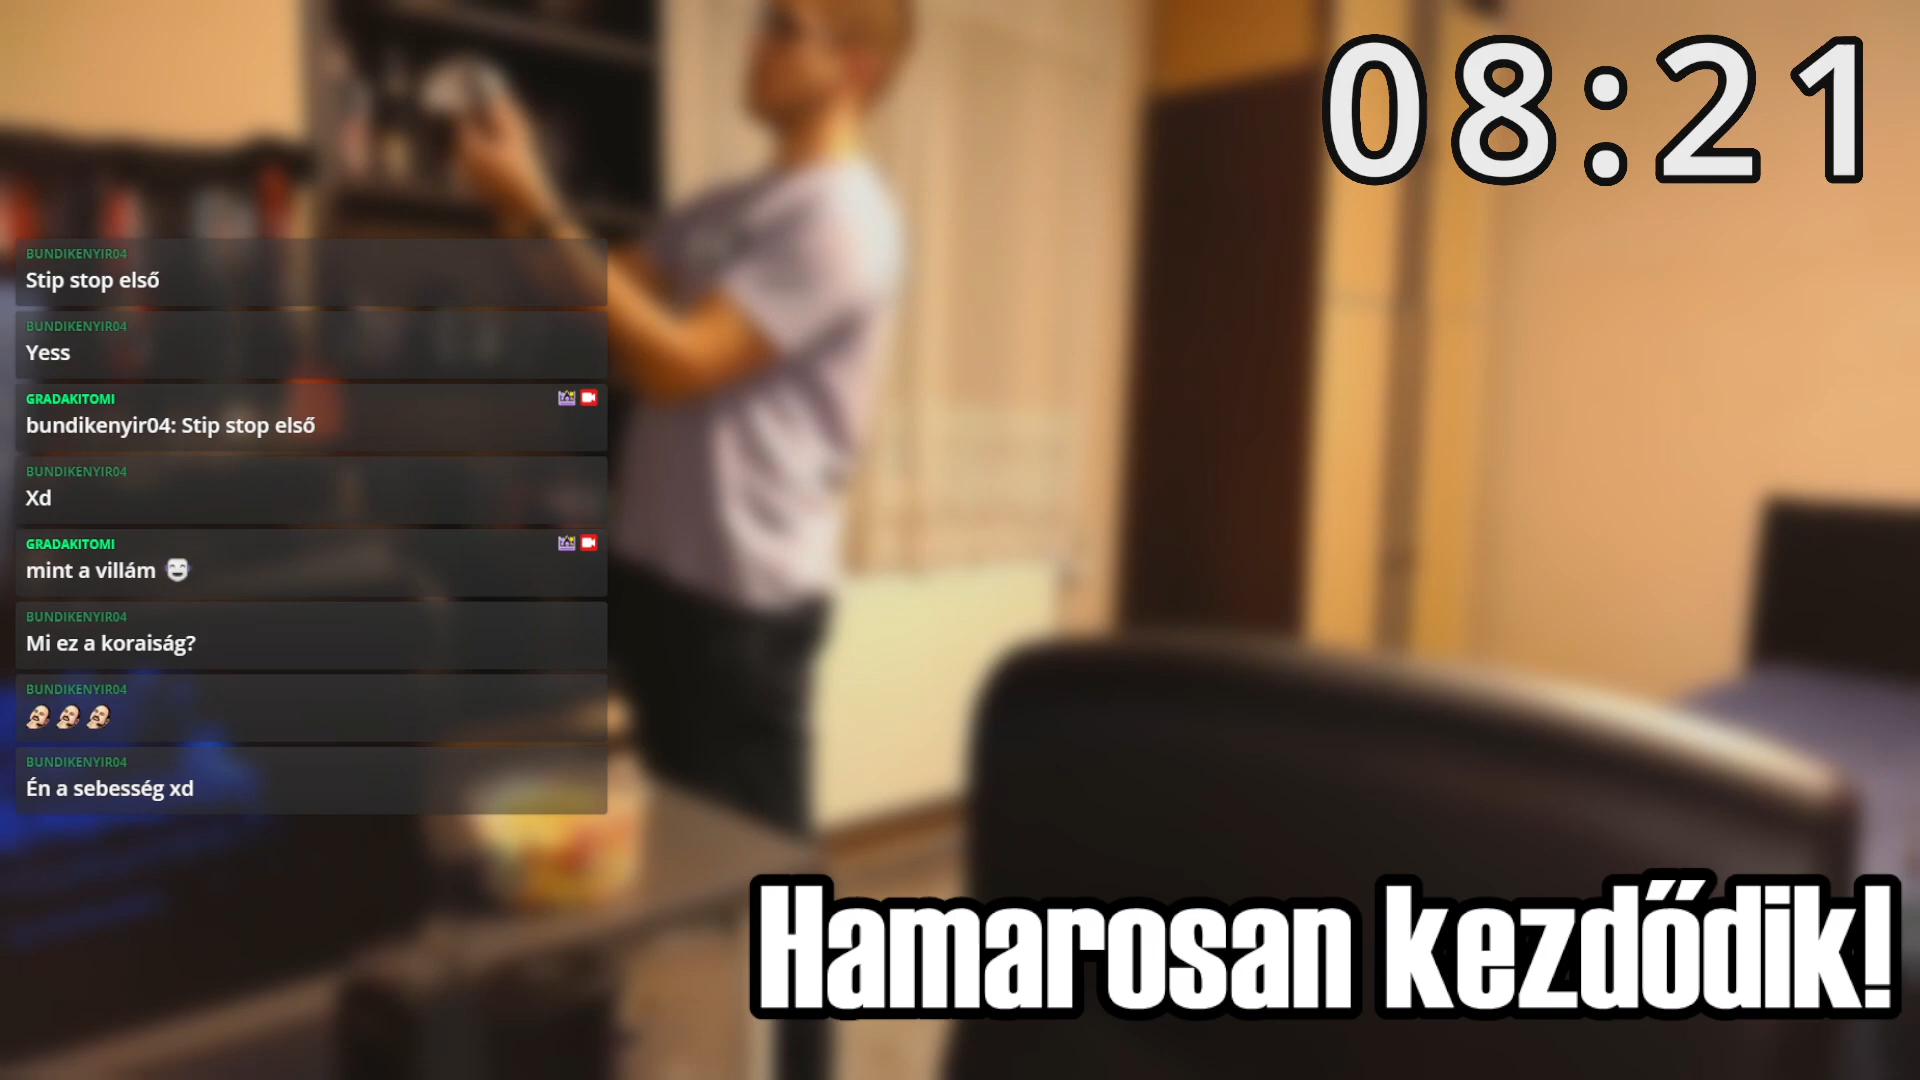 08:21
BUNDIKENYIR04
Stip stop első
BUNDIKENYIR04
Yess
GRADAKITOMI
bundikenyir04: Stip stop első
BUNDIKENYIR04
Xd
GRADAKITOMI
mint a villám
BUNDIKENYIR04
Mi ez a koraiság?
BUNDIKENYIR04
BUNDIKENYIR04
Én a sebesség xd
Hamarosan kezdődik!